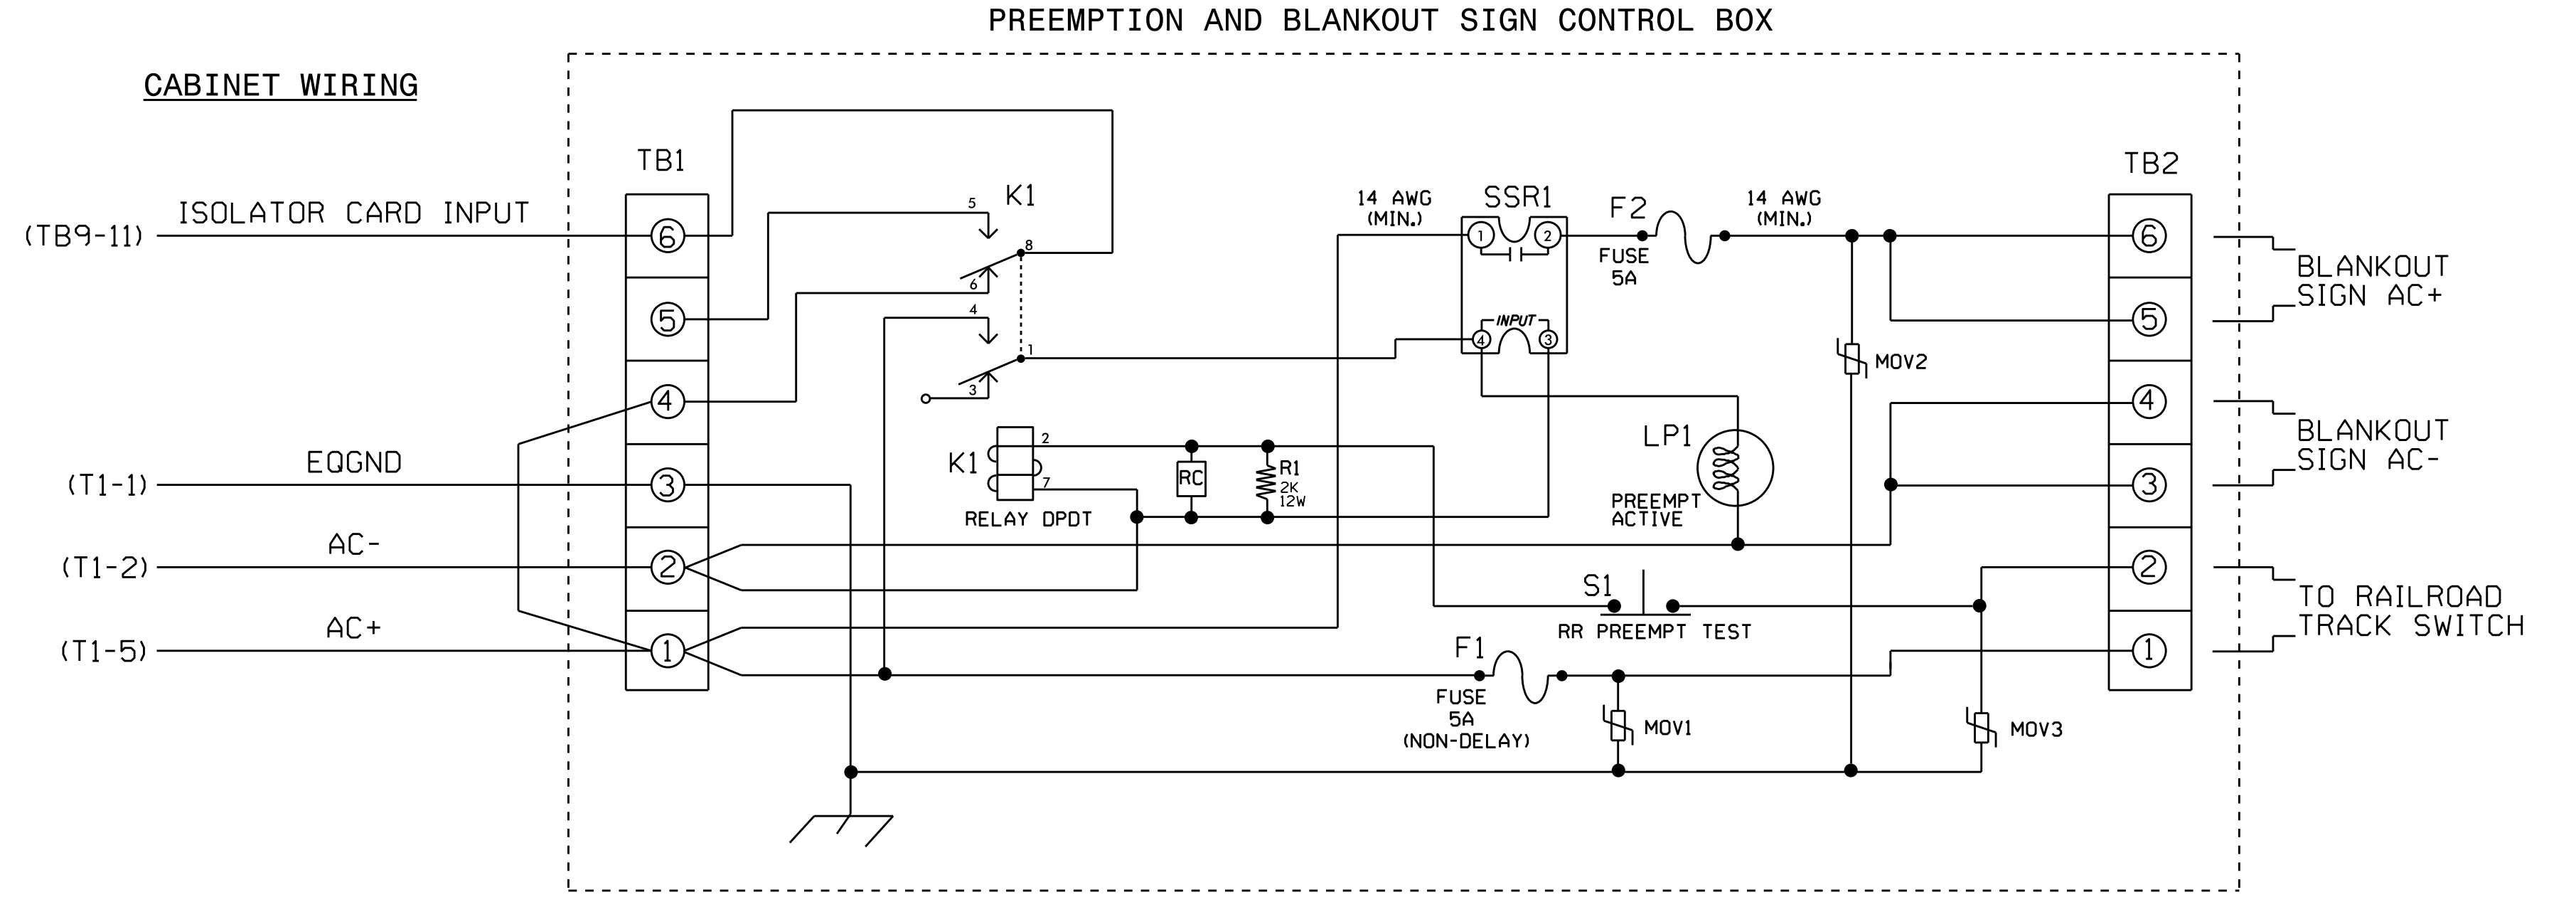 PREEMPTION AND BLANKOUT SIGN CONTROL BOX
CABINET WIRING
TB1
TB2
(TB9-11)
ISOLATOR CARD INPUT
6
5
4
3
2
1
EQGND
(T1-1)
AC-
(T1-2)
AC+
(T1-5)
K1
5
8
6
4
1
3
K1
2
7
RELAY DPDT
RC
R1
2K
12W
14 AWG
(MIN.)
SSR1
1
2
INPUT
4
3
F2
FUSE
5A
14 AWG
(MIN.)
MOV2
LP1
PREEMPT
ACTIVE
S1
RR PREEMPT TEST
F1
FUSE
5A
(NON-DELAY)
MOV1
MOV3
6
5
4
3
2
1
BLANKOUT
SIGN AC+
BLANKOUT
SIGN AC-
TO RAILROAD
TRACK SWITCH